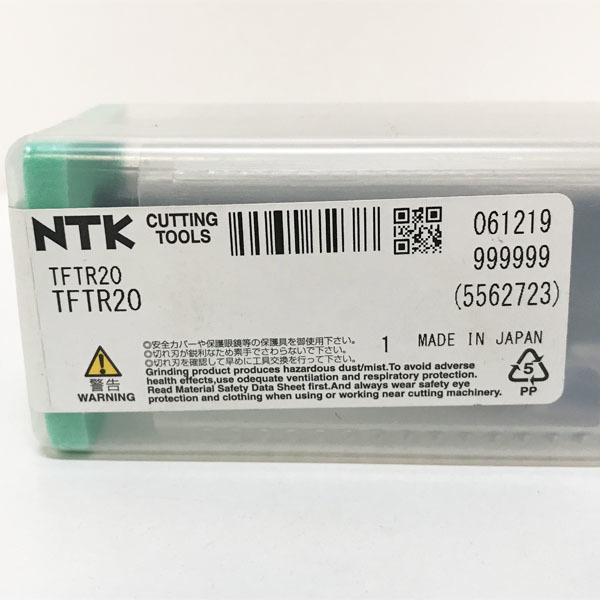 NTK CUTTING TOOLS
061219
999999
(5562723)
TFTR20
TFTR20
警告
WARNING
◎安全カバーや保護眼鏡等の保護具を御使用下さい。
◎切れ刃が鋭利なため素手でさわらないで下さい。
◎切れ刃を確認して早めに工具交換を行って下さい。
Grinding product produces hazardous dust/mist.To avoid adverse
health effects,use odequate ventilation and respiratory protection.
Read Material Safety Data Sheet first.And always wear safety eye
protection and clothing when using or working near cutting machinery.
1 MADE IN JAPAN
5
PP